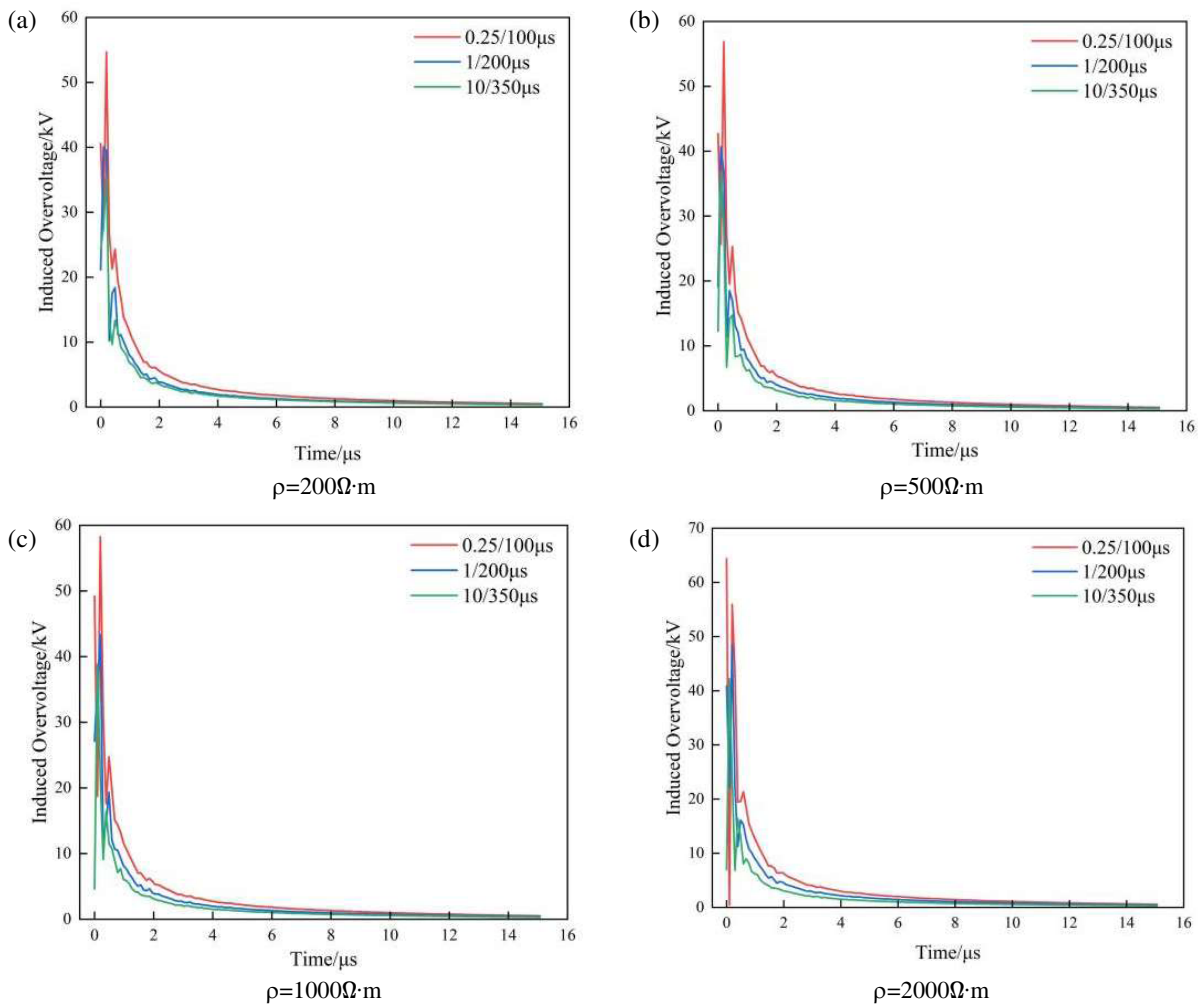 (a)
60
50
40
30
20
10
0
Induced Overvoltage/kV
0.25/100μs
1/200μs
10/350μs
0 2 4 6 8 10 12 14 16
Time/μs
ρ=200Ω·m
(b)
60
50
40
30
20
10
0
Induced Overvoltage/kV
0.25/100μs
1/200μs
10/350μs
0 2 4 6 8 10 12 14 16
Time/μs
ρ=500Ω·m
(c)
60
50
40
30
20
10
0
Induced Overvoltage/kV
0.25/100μs
1/200μs
10/350μs
0 2 4 6 8 10 12 14 16
Time/μs
ρ=1000Ω·m
(d)
70
60
50
40
30
20
10
0
Induced Overvoltage/kV
0.25/100μs
1/200μs
10/350μs
0 2 4 6 8 10 12 14 16
Time/μs
ρ=2000Ω·m